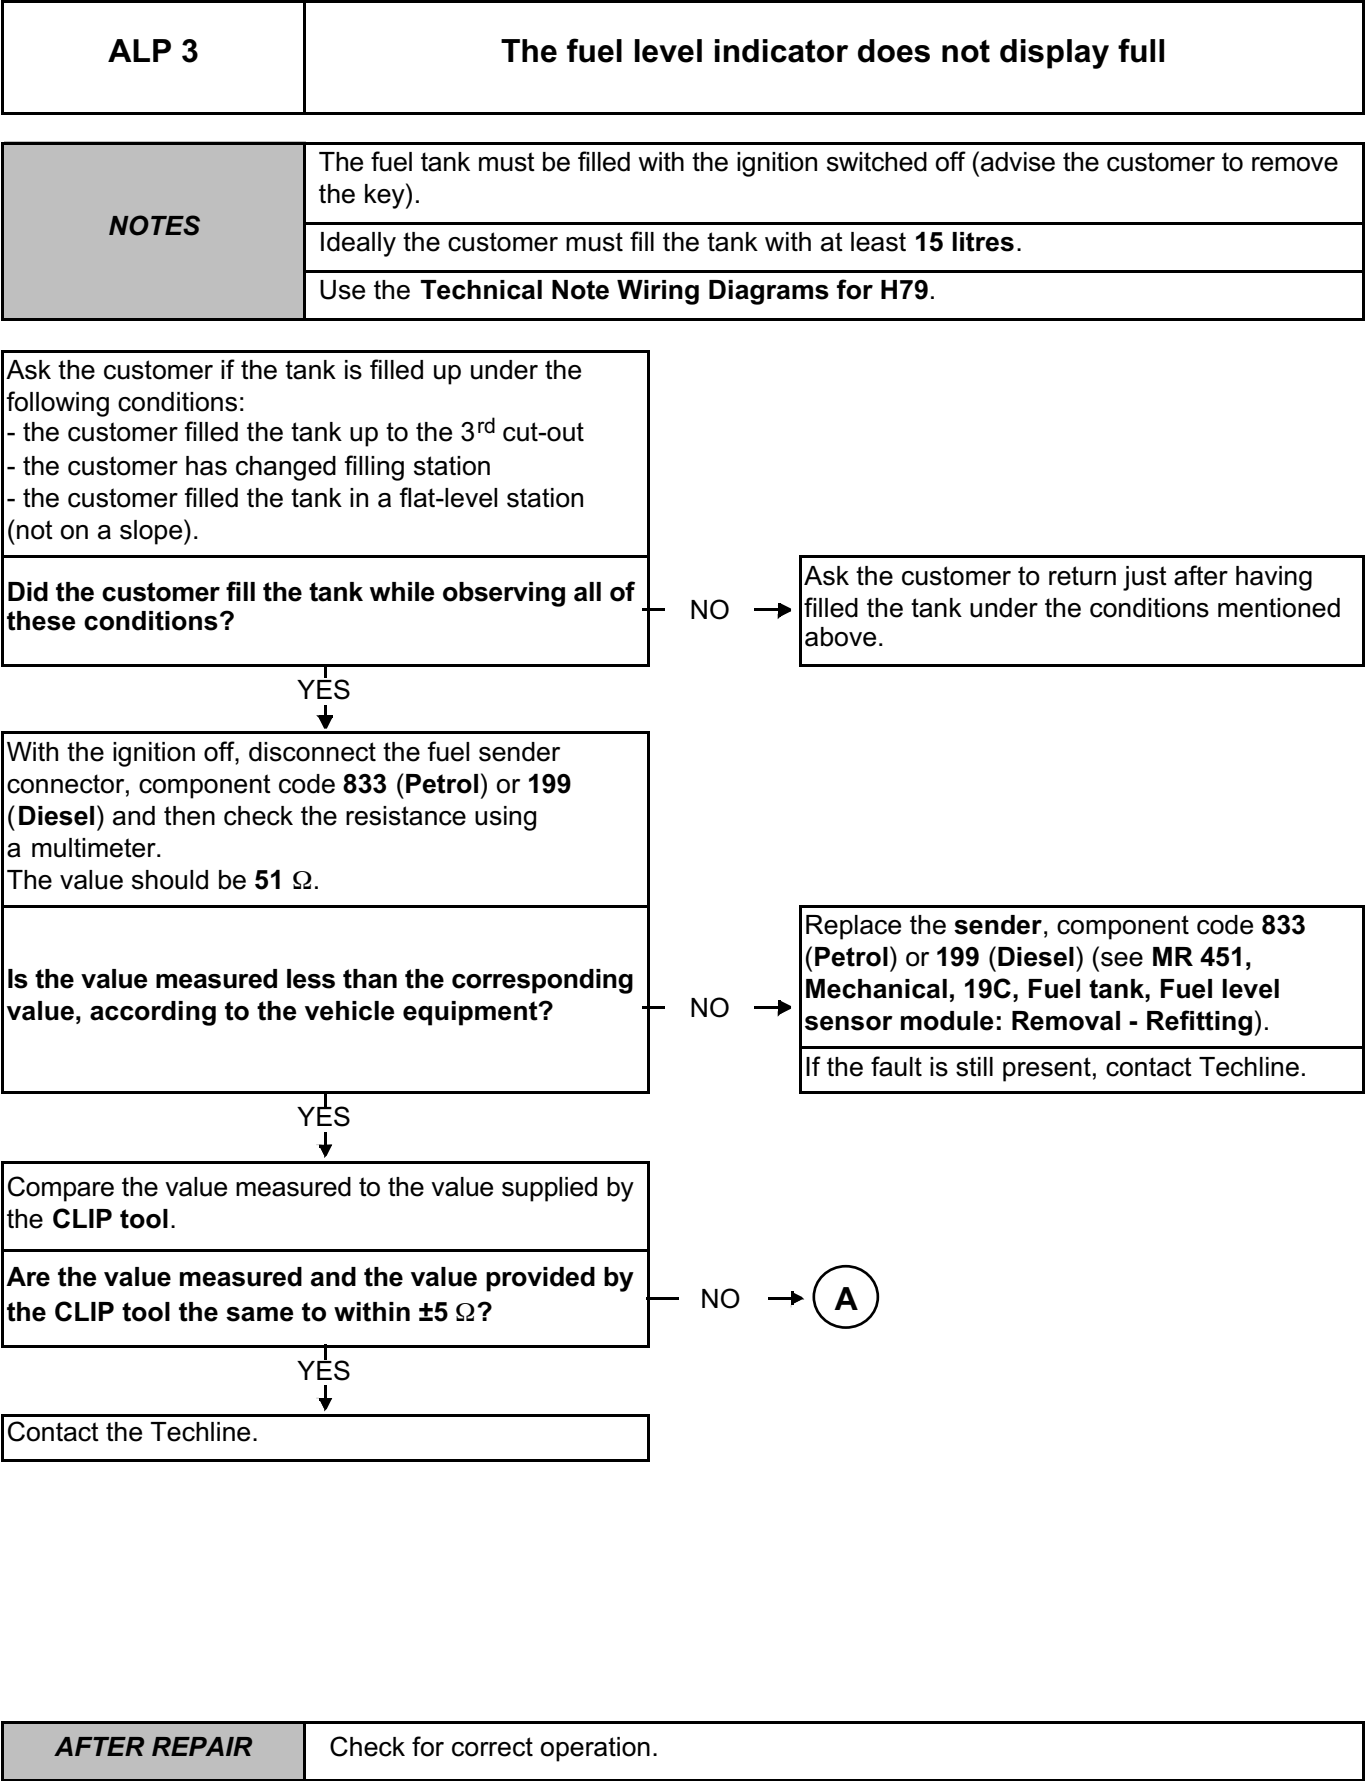 ALP 3
The fuel level indicator does not display full
NOTES
The fuel tank must be filled with the ignition switched off (advise the customer to remove
the key).
Ideally the customer must fill the tank with at least 15 litres.
Use the Technical Note Wiring Diagrams for H79.
Ask the customer if the tank is filled up under the
following conditions:
- the customer filled the tank up to the 3rd cut-out
- the customer has changed filling station
- the customer filled the tank in a flat-level station
(not on a slope).
Did the customer fill the tank while observing all of
these conditions?
NO
Ask the customer to return just after having
filled the tank under the conditions mentioned
above.
YES
With the ignition off, disconnect the fuel sender
connector, component code 833 (Petrol) or 199
(Diesel) and then check the resistance using
a multimeter.
The value should be 51 Ω.
Is the value measured less than the corresponding
value, according to the vehicle equipment?
NO
Replace the sender, component code 833
(Petrol) or 199 (Diesel) (see MR 451,
Mechanical, 19C, Fuel tank, Fuel level
sensor module: Removal - Refitting).
If the fault is still present, contact Techline.
YES
Compare the value measured to the value supplied by
the CLIP tool.
Are the value measured and the value provided by
the CLIP tool the same to within ±5 Ω?
NO
A
YES
Contact the Techline.
AFTER REPAIR
Check for correct operation.